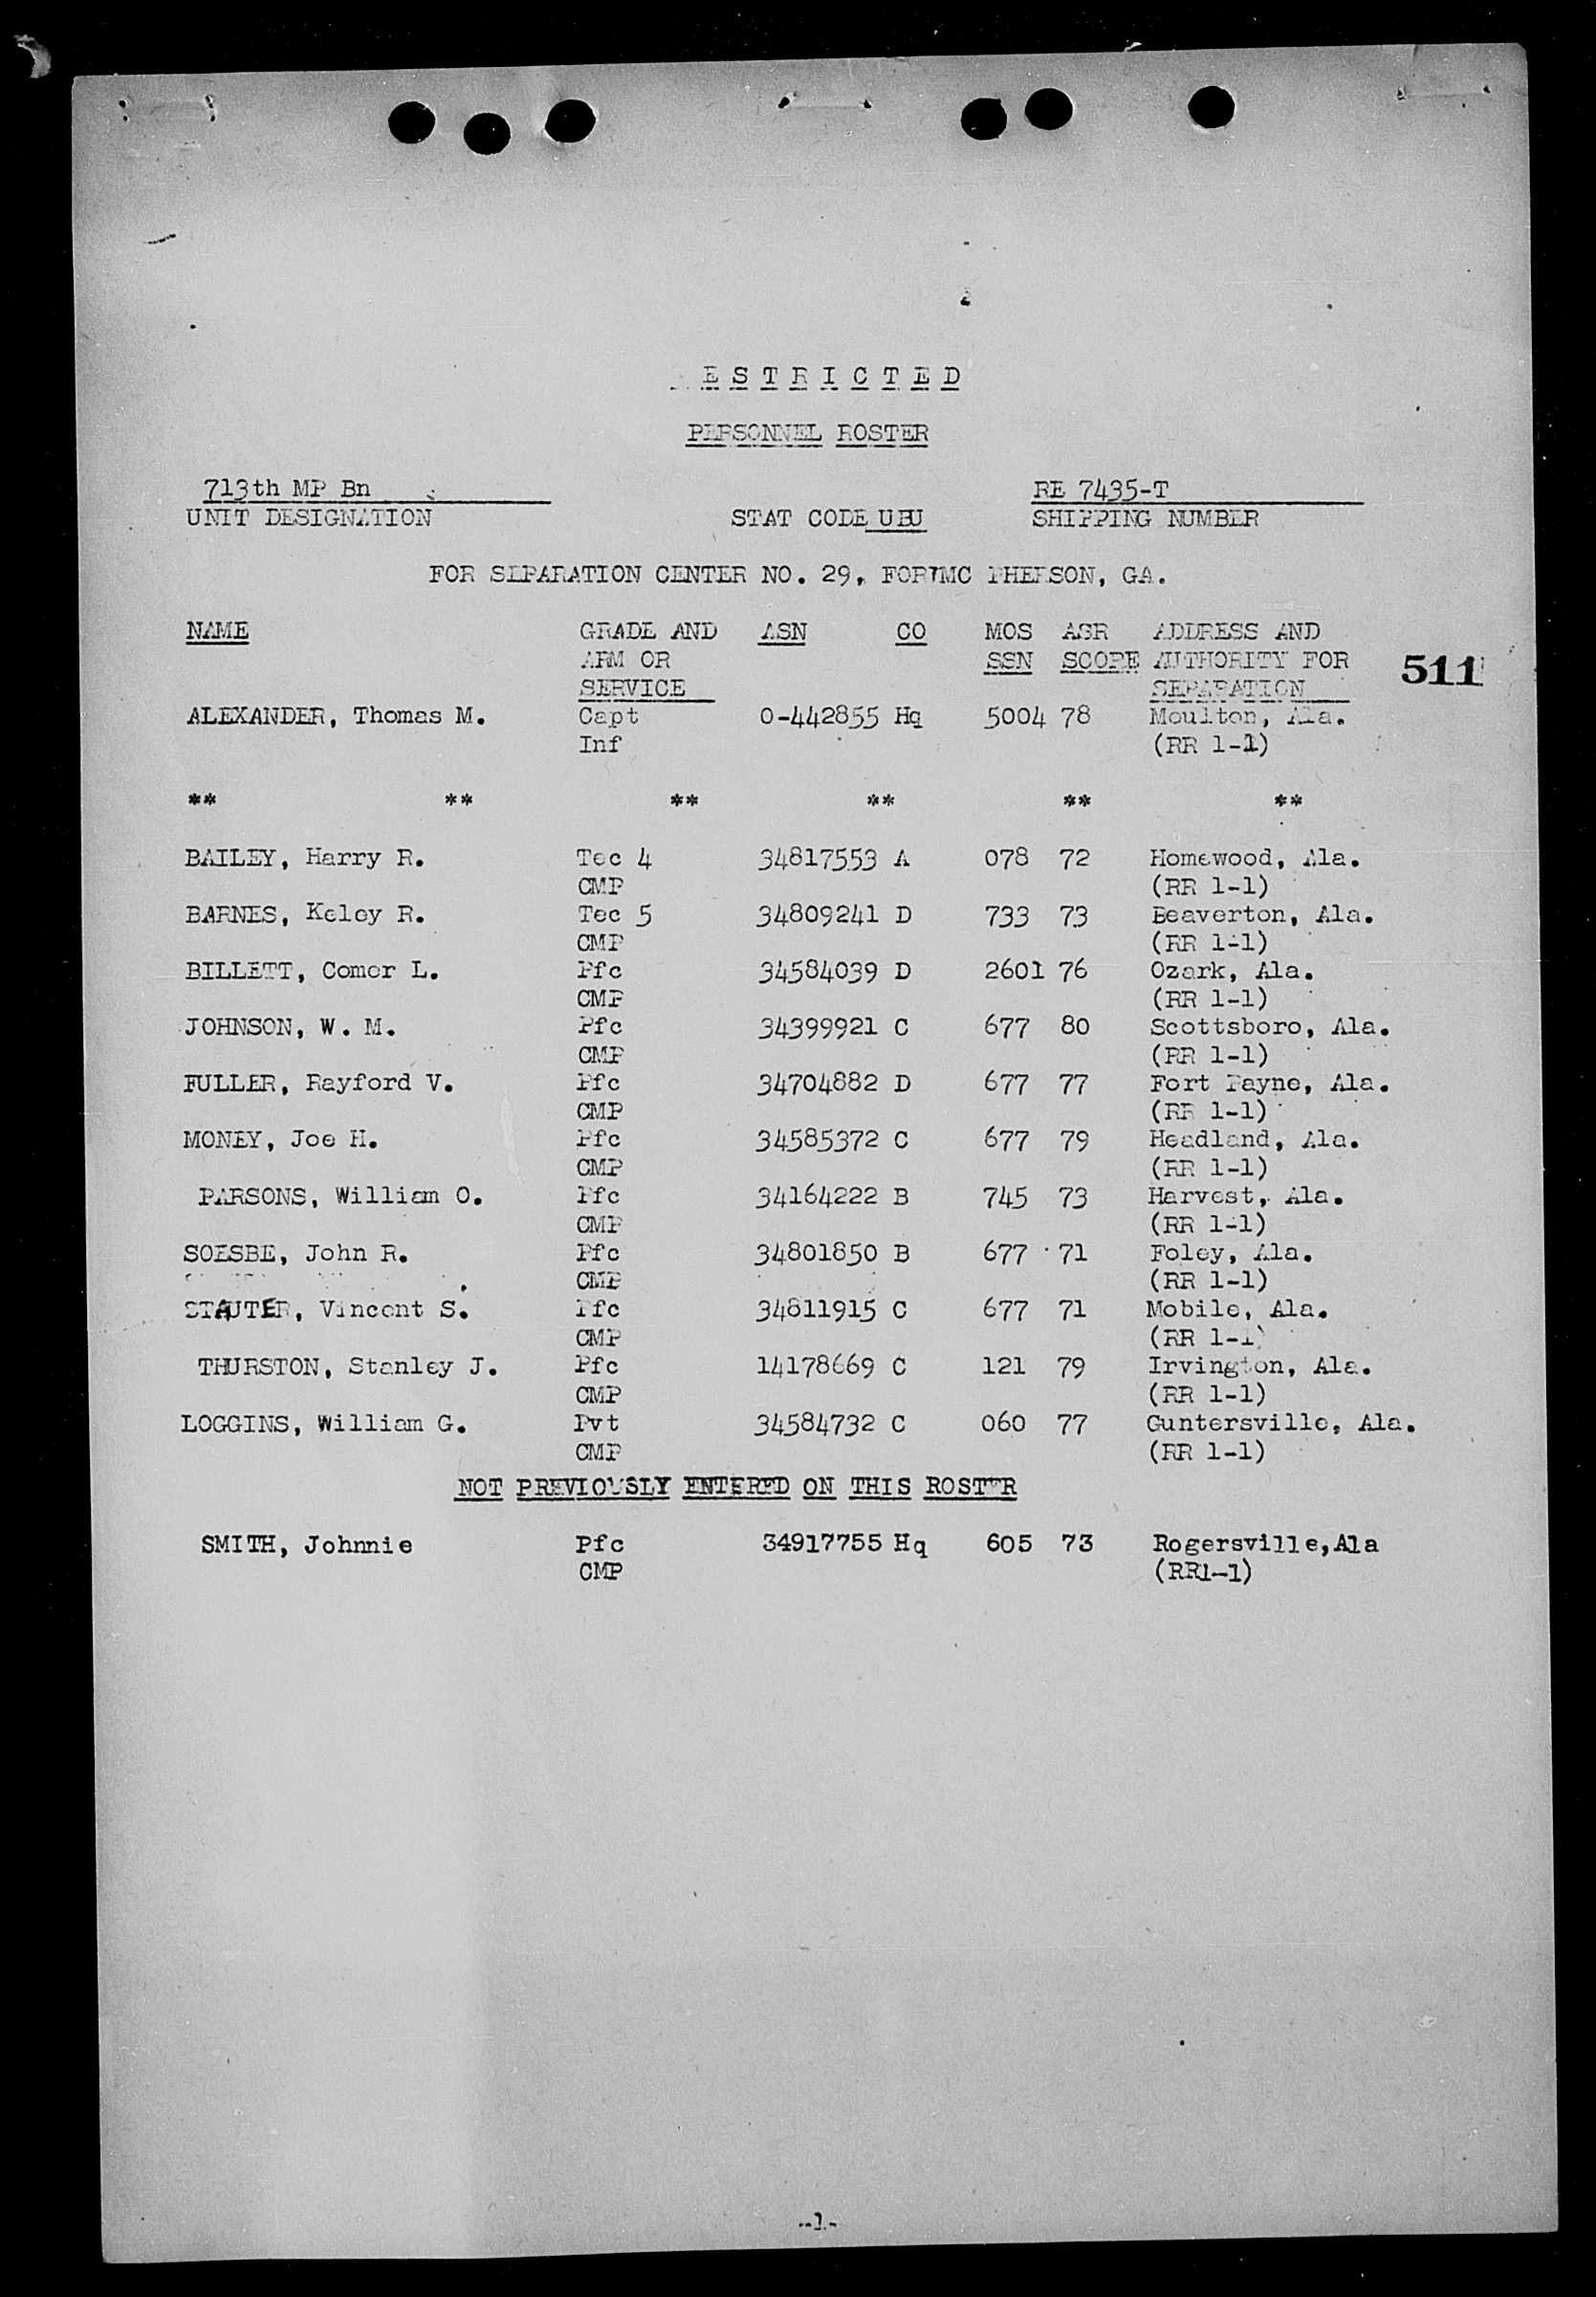 RESTRICTED
PERSONNEL ROSTER
713th MP Bn RE 7435-T
UNIT DESIGNATION STAT CODE UHU SHIPPING NUMBER
FOR SEPARATION CENTER NO. 29, FORT MC PHERSON, GA.
NAME GRADE AND ASN CO MOS ASR ADDRESS AND
ARM OR SSN SCORE AUTHORITY FOR 511
SERVICE SEPARATION
ALEXANDER, Thomas M. Capt 0-442855 Hq 5004 78 Moulton, Ala.
Inf (RR 1-1)
** ** ** ** ** **
BAILEY, Harry R. Tec 4 34817553 A 078 72 Homewood, Ala.
CMP (RR 1-1)
BARNES, Keley R. Tec 5 34809241 D 733 73 Beaverton, Ala.
CMP (RR 1-1)
BILLETT, Comer L. Pfc 34584039 D 2601 76 Ozark, Ala.
CMP (RR 1-1)
JOHNSON, W. M. Pfc 34399921 C 677 80 Scottsboro, Ala.
CMP (RR 1-1)
FULLER, Rayford V. Pfc 34704882 D 677 77 Fort Payne, Ala.
CMP (RR 1-1)
MONEY, Joe H. Pfc 34585372 C 677 79 Headland, Ala.
CMP (RR 1-1)
PARSONS, William O. Pfc 34164222 B 745 73 Harvest, Ala.
CMP (RR 1-1)
SOESBE, John R. Pfc 34801850 B 677 71 Foley, Ala.
CMP (RR 1-1)
STAUTER, Vincent S. Pfc 34811915 C 677 71 Mobile, Ala.
CMP (RR 1-1)
THURSTON, Stanley J. Pfc 14178669 C 121 79 Irvington, Ala.
CMP (RR 1-1)
LOGGINS, William G. Pvt 34584732 C 060 77 Guntersville, Ala.
CMP (RR 1-1)
NOT PREVIOUSLY ENTERED ON THIS ROSTER
SMITH, Johnnie Pfc 34917755 Hq 605 73 Rogersville,Ala
CMP (RR1-1)
-1-